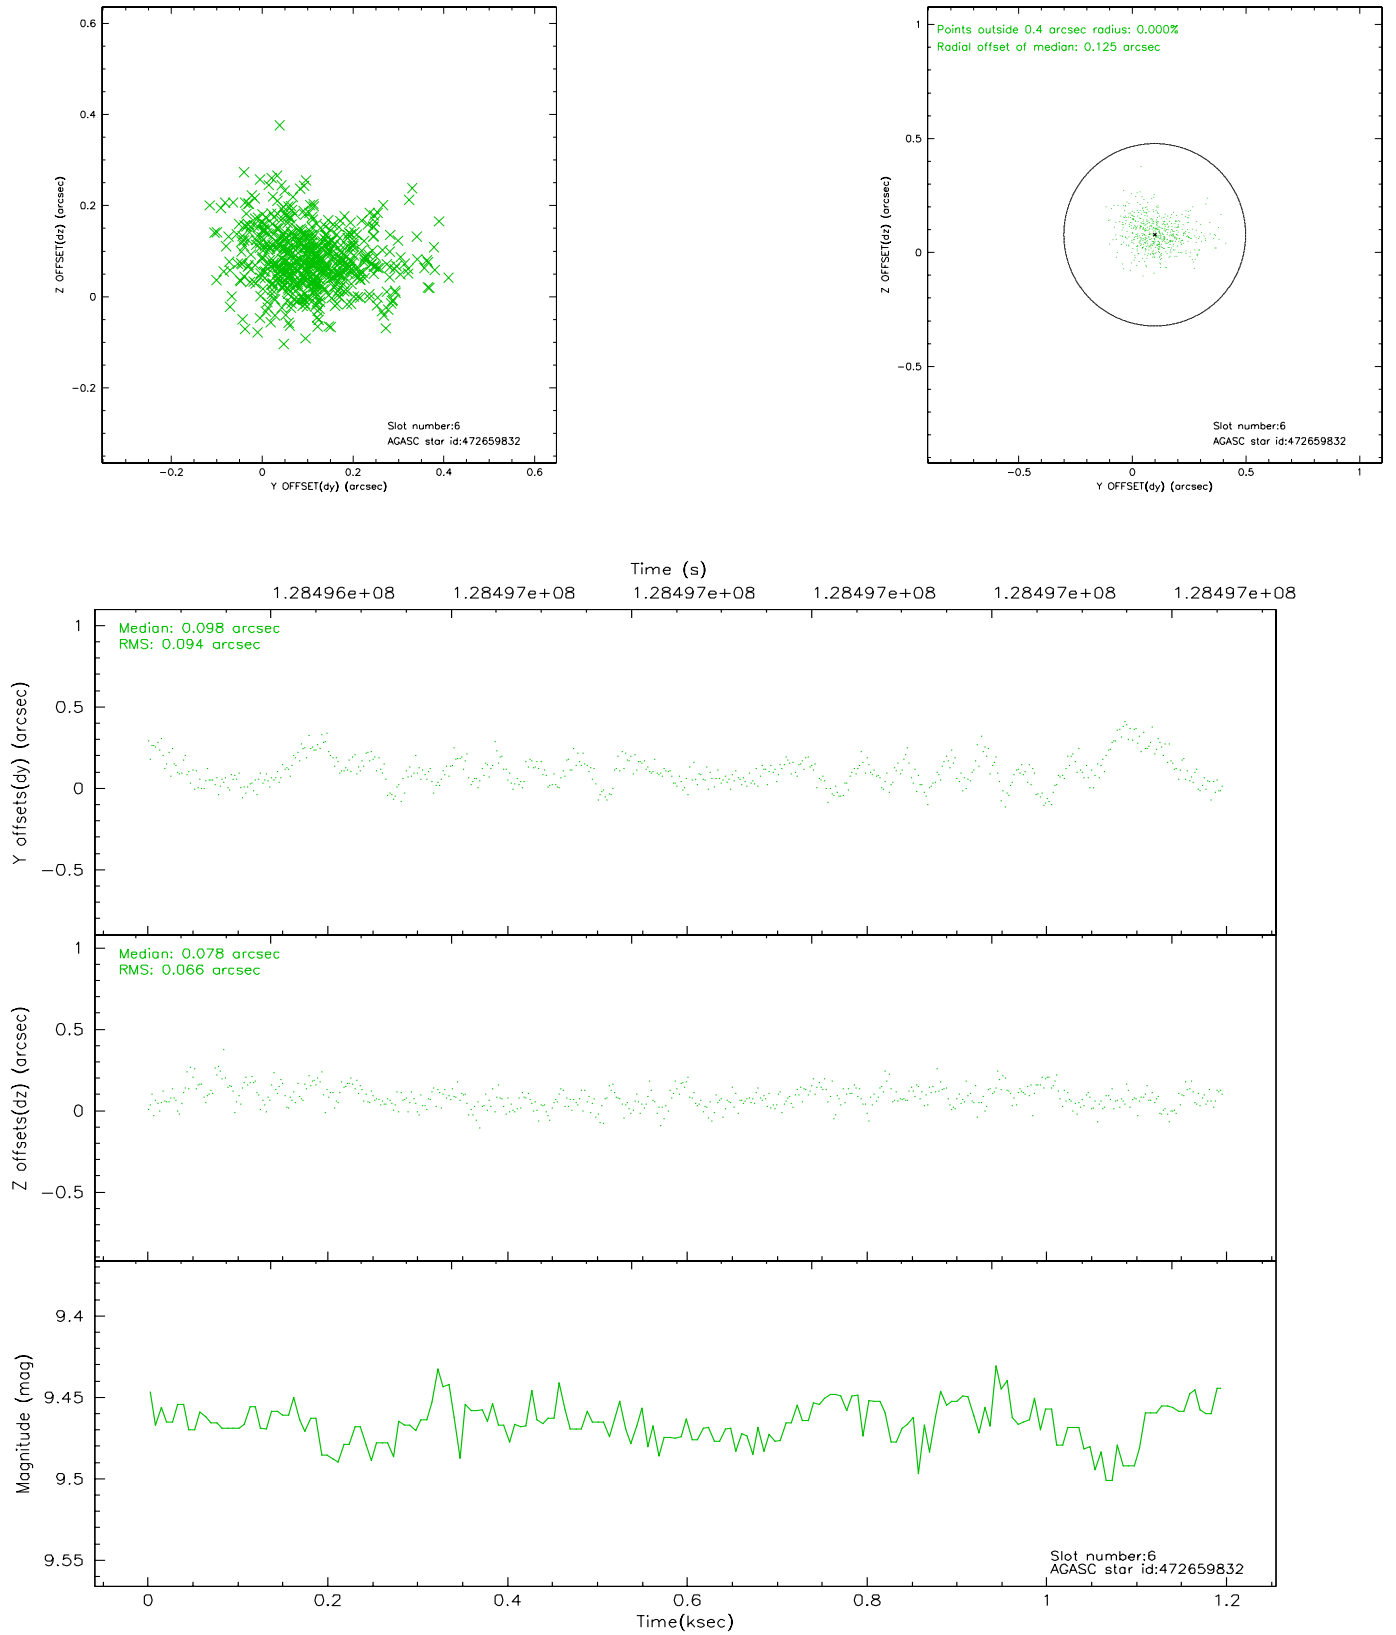 0.6
0.4
0.2
0
−0.2
Z OFFSET(dz) (arcsec)
Slot number:6
AGASC star id:472659832
−0.2 0 0.2 0.4 0.6
Y OFFSET(dy) (arcsec)
Points outside 0.4 arcsec radius: 0.000%
Radial offset of median: 0.125 arcsec
1
0.5
0
−0.5
Z OFFSET(dz) (arcsec)
Slot number:6
AGASC star id:472659832
−0.5 0 0.5 1
Y OFFSET(dy) (arcsec)
Time (s)
1.28496e+08 1.28497e+08 1.28497e+08 1.28497e+08 1.28497e+08 1.28497e+08
Median: 0.098 arcsec
RMS: 0.094 arcsec
1
0.5
0
−0.5
Y offsets(dy) (arcsec)
Median: 0.078 arcsec
RMS: 0.066 arcsec
1
0.5
0
−0.5
Z offsets(dz) (arcsec)
9.4
9.45
9.5
9.55
Magnitude (mag)
Slot number:6
AGASC star id:472659832
0 0.2 0.4 0.6 0.8 1 1.2
Time(ksec)